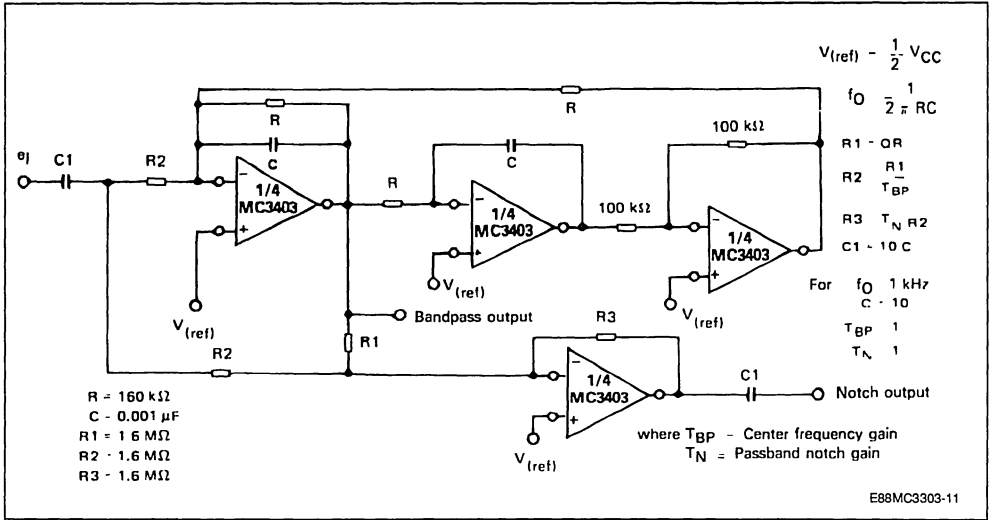 V(ref) - 1/2 VCC
fO - 1/2 π RC
R1 - QR
R2 R1/TBP
R3 TN R2
C1 - 10 C
For fO 1 kHz
C - 10
TBP 1
TN 1
R
R
C
100 kΩ
eI
C1
R2
-
1/4
MC3403
+
V(ref)
R
C
-
1/4
MC3403
+
V(ref)
100 kΩ
-
1/4
MC3403
+
V(ref)
Bandpass output
R1
R2
R3
-
1/4
MC3403
+
V(ref)
C1
Notch output
R = 160 kΩ
C - 0.001 µF
R1 = 1.6 MΩ
R2 - 1.6 MΩ
R3 - 1.6 MΩ
where TBP - Center frequency gain
TN = Passband notch gain
E88MC3303-11